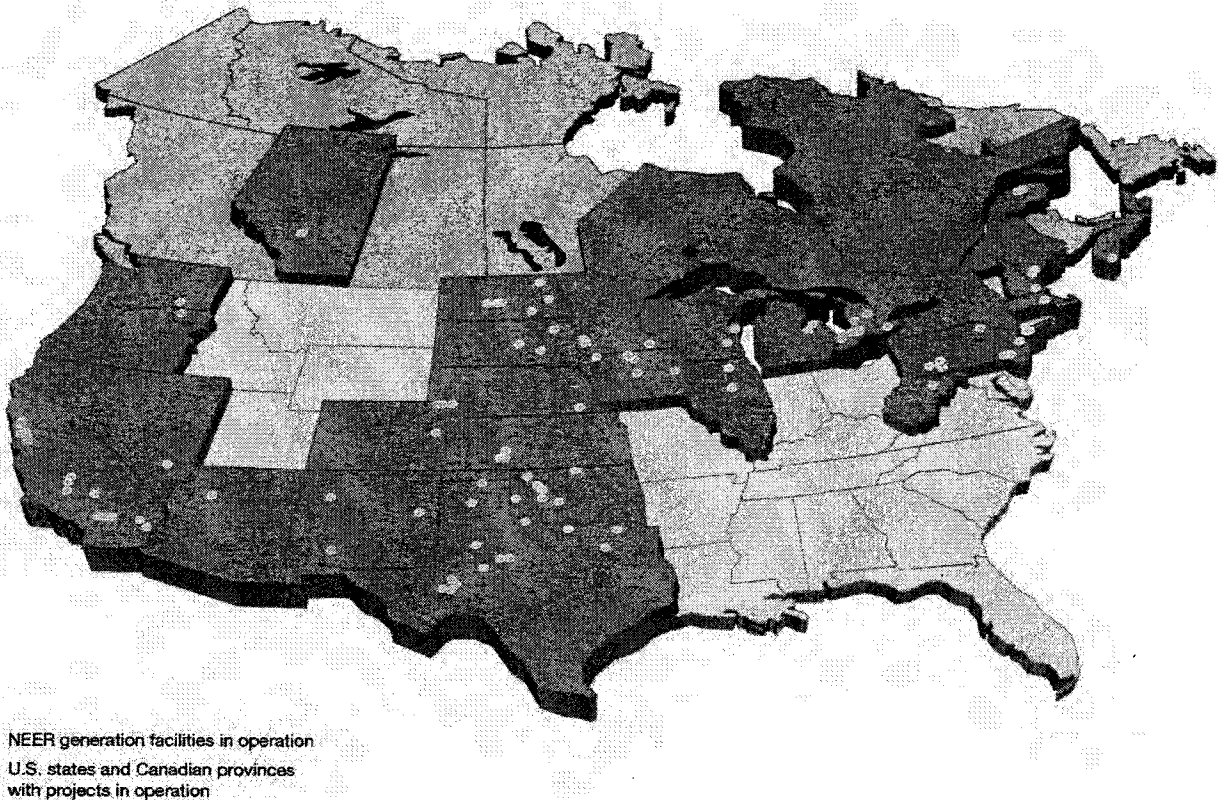 NEER generation facilities in operation
U.S. states and Canadian provinces
with projects in operation